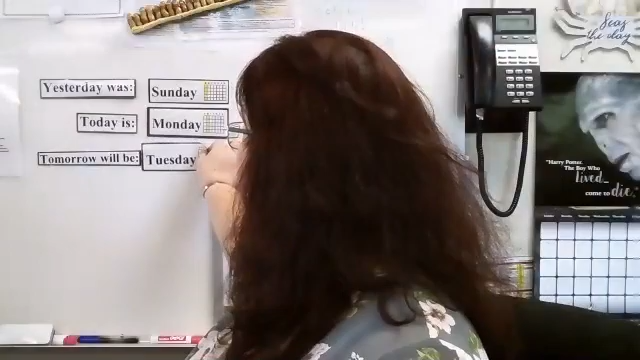 Yesterday was:
Sunday
Today is:
Monday
Tomorrow will be:
Tuesday
Seas
the day
"Harry Potter.
The Boy Who
Lived...
come to die.